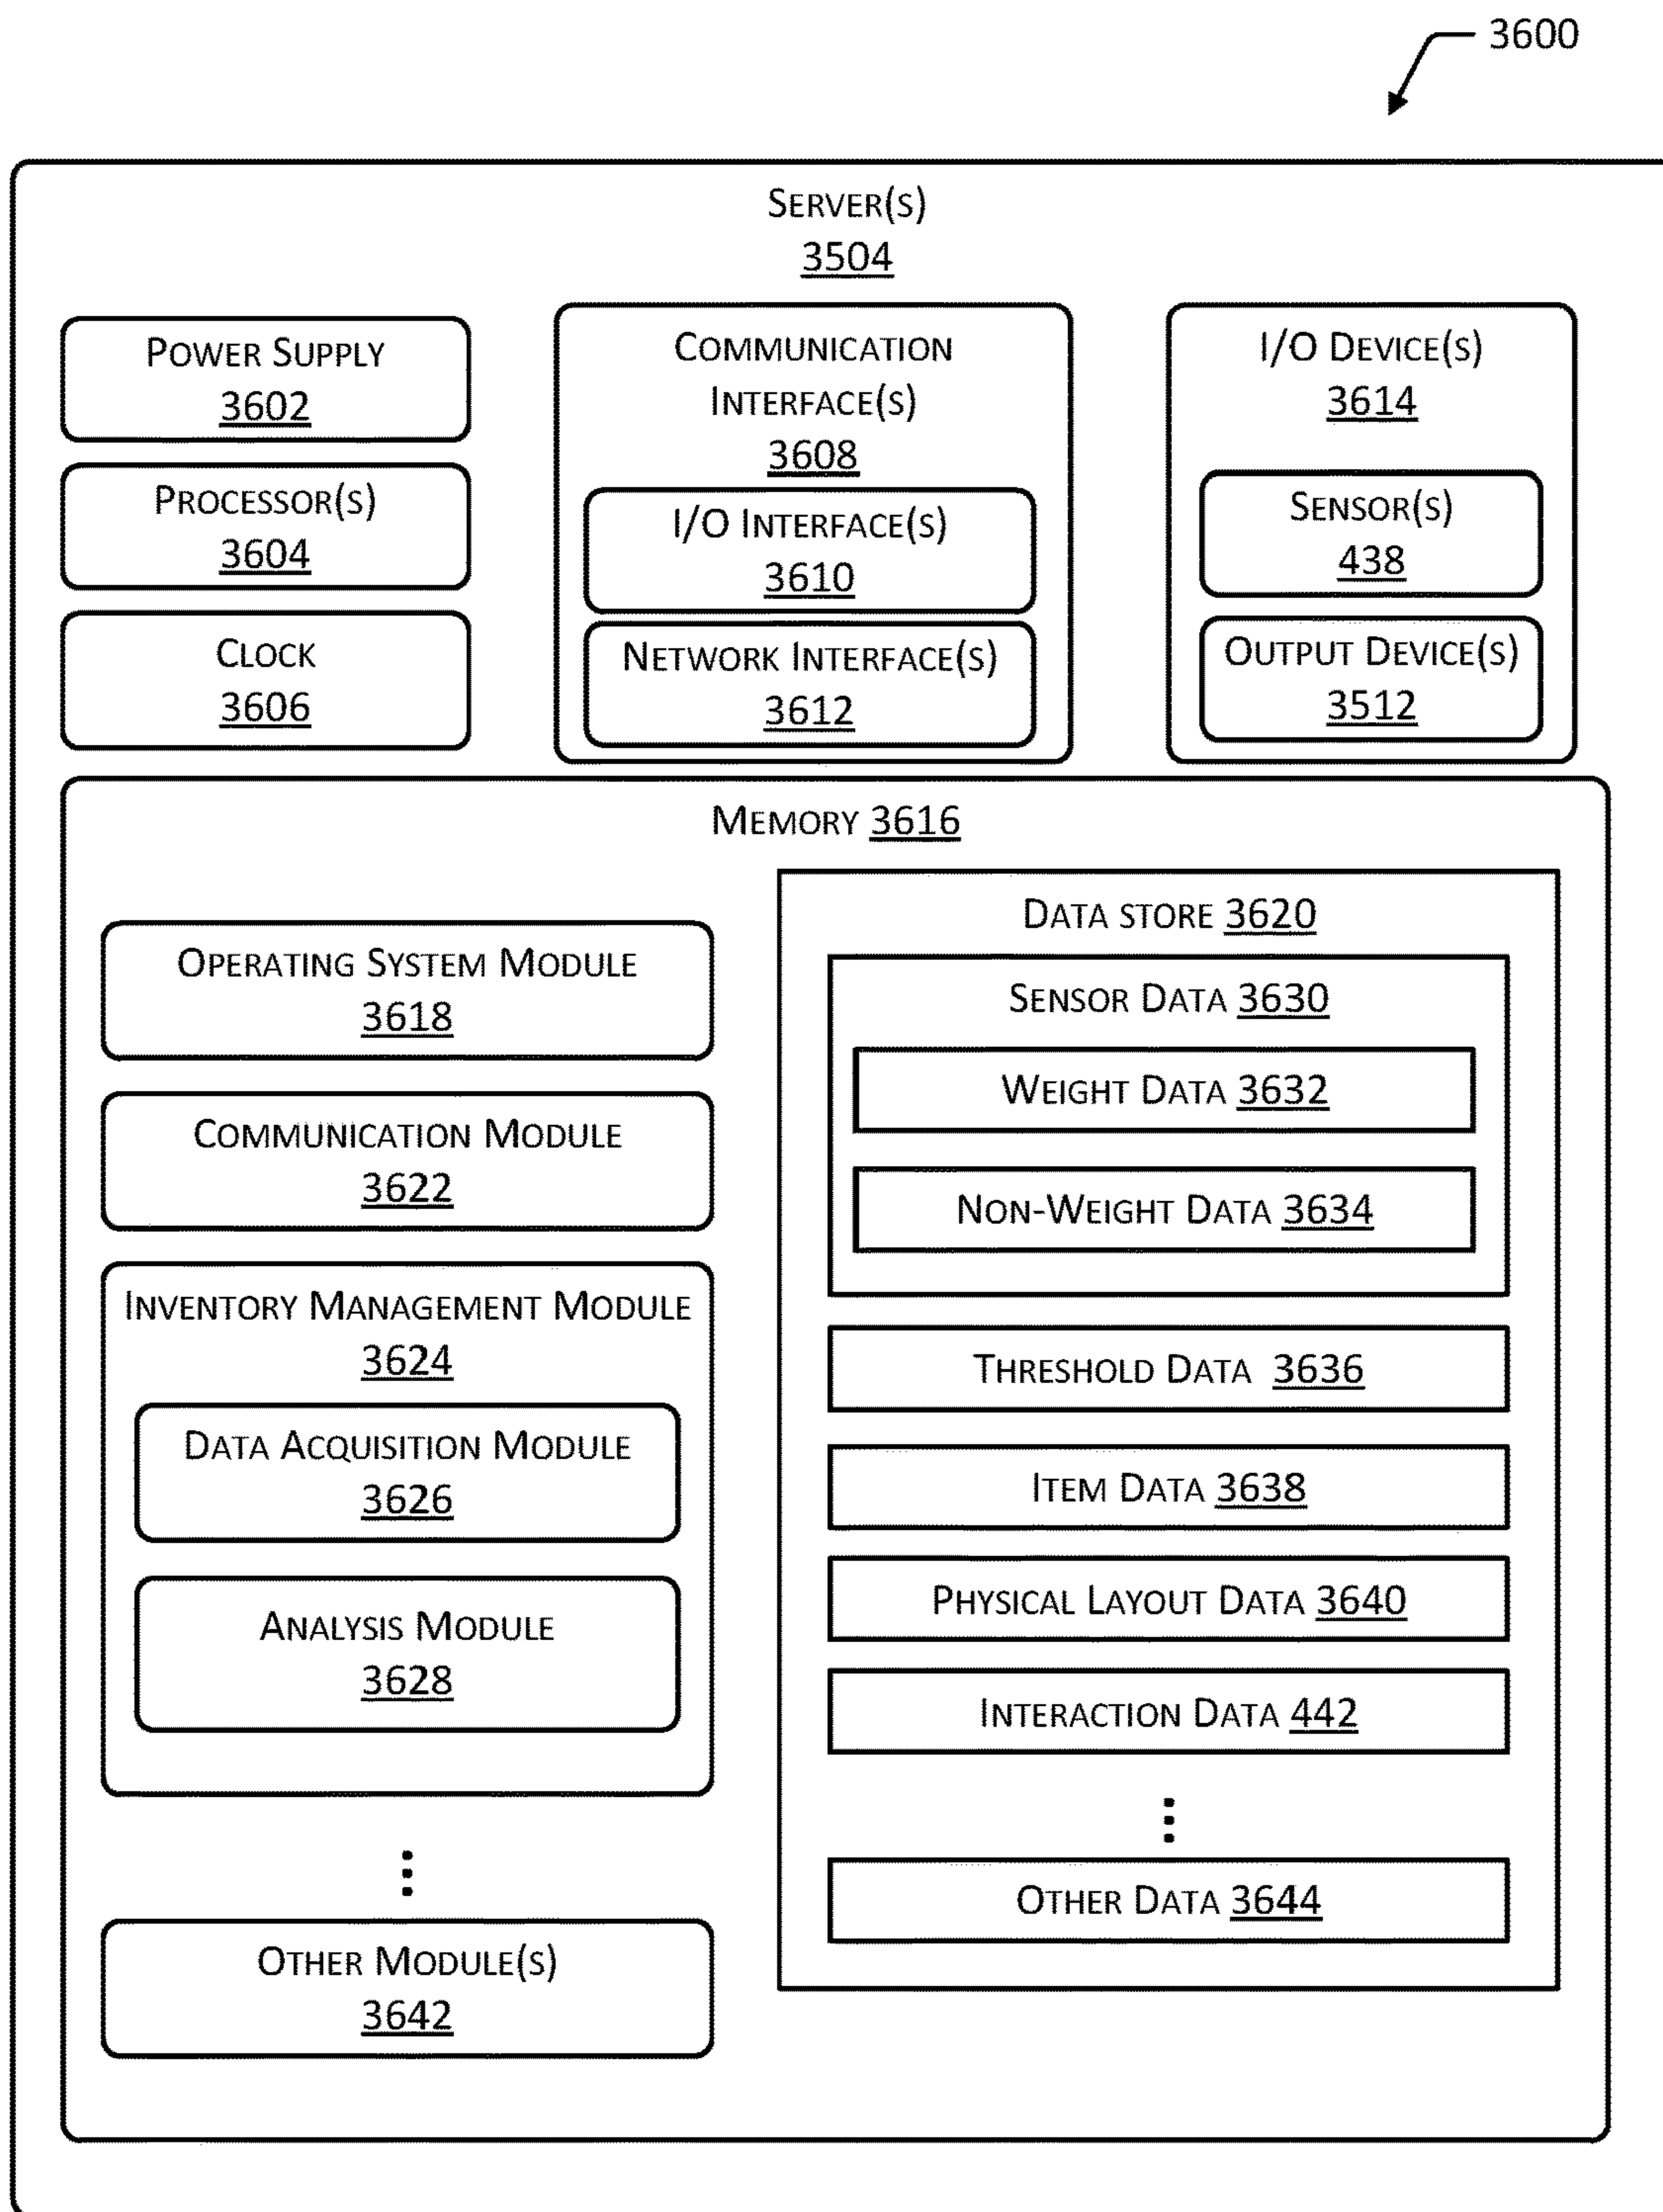 3600
SERVER(S)
3504
POWER SUPPLY
3602
PROCESSOR(S)
3604
CLOCK
3606
COMMUNICATION
INTERFACE(S)
3608
I/O INTERFACE(S)
3610
NETWORK INTERFACE(S)
3612
I/O DEVICE(S)
3614
SENSOR(S)
438
OUTPUT DEVICE(S)
3512
MEMORY 3616
OPERATING SYSTEM MODULE
3618
COMMUNICATION MODULE
3622
INVENTORY MANAGEMENT MODULE
3624
DATA ACQUISITION MODULE
3626
ANALYSIS MODULE
3628
OTHER MODULE(S)
3642
DATA STORE 3620
SENSOR DATA 3630
WEIGHT DATA 3632
NON-WEIGHT DATA 3634
THRESHOLD DATA 3636
ITEM DATA 3638
PHYSICAL LAYOUT DATA 3640
INTERACTION DATA 442
OTHER DATA 3644